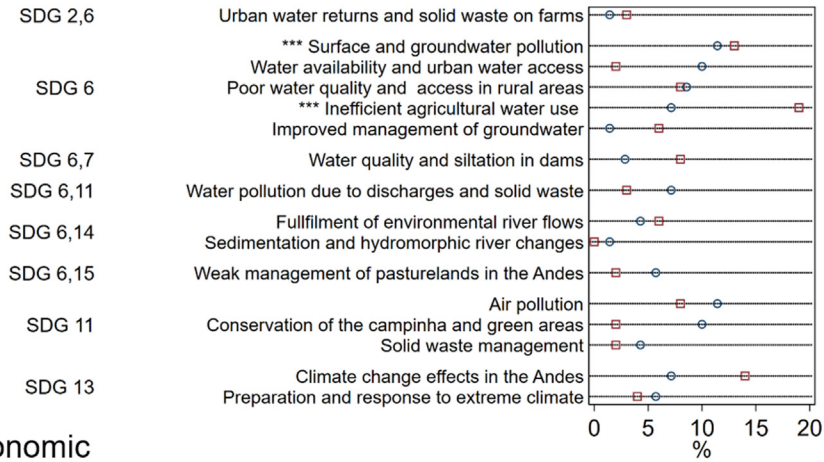 SDG 2,6 Urban water returns and solid waste on farms
*** Surface and groundwater pollution
Water availability and urban water access
SDG 6 Poor water quality and access in rural areas
*** Inefficient agricultural water use
Improved management of groundwater
SDG 6,7 Water quality and siltation in dams
SDG 6,11 Water pollution due to discharges and solid waste
Fullfilment of environmental river flows
SDG 6,14
Sedimentation and hydromorphic river changes
SDG 6,15 Weak management of pasturelands in the Andes
Air pollution
SDG 11 Conservation of the campinha and green areas
Solid waste management
Climate change effects in the Andes
SDG 13
Preparation and response to extreme climate
0 5 10 15 20
%
onomic